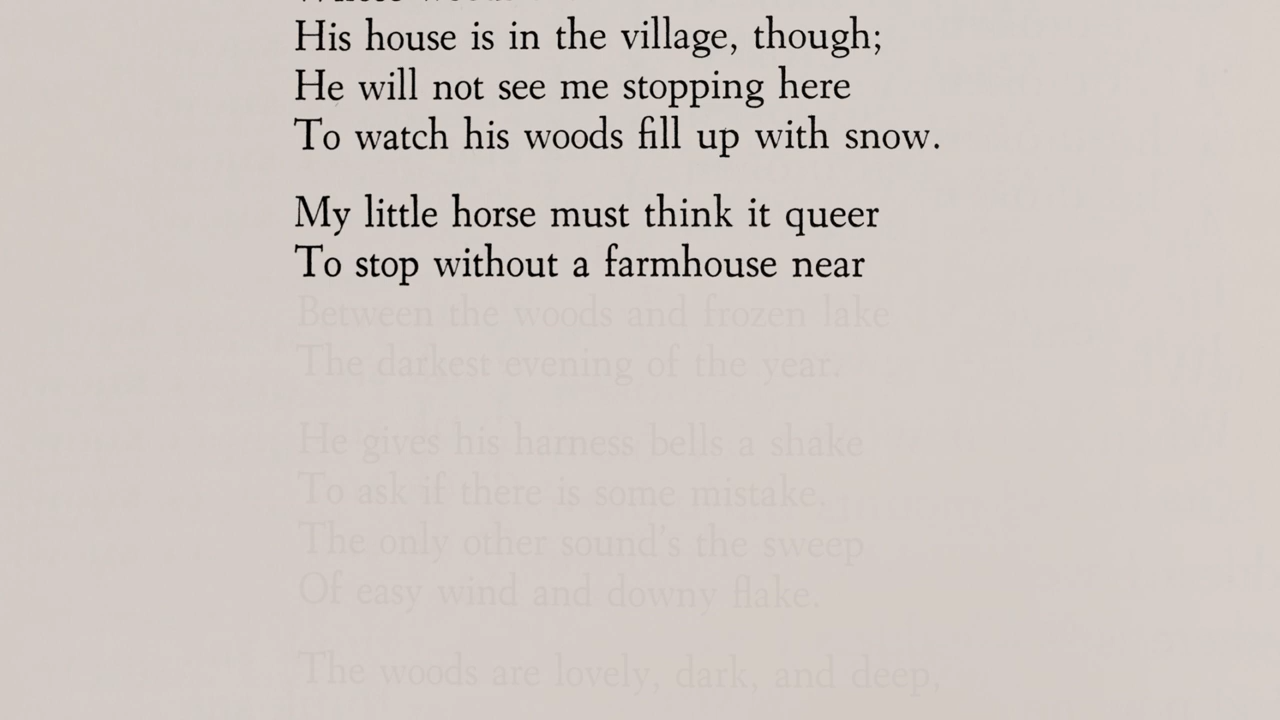 His house is in the village, though;
He will not see me stopping here
To watch his woods fill up with snow.
My little horse must think it queer
To stop without a farmhouse near
Between the woods and frozen lake
The darkest evening of the year.
He gives his harness bells a shake
To ask if there is some mistake.
The only other sound's the sweep
Of easy wind and downy flake.
The woods are lovely, dark, and deep,